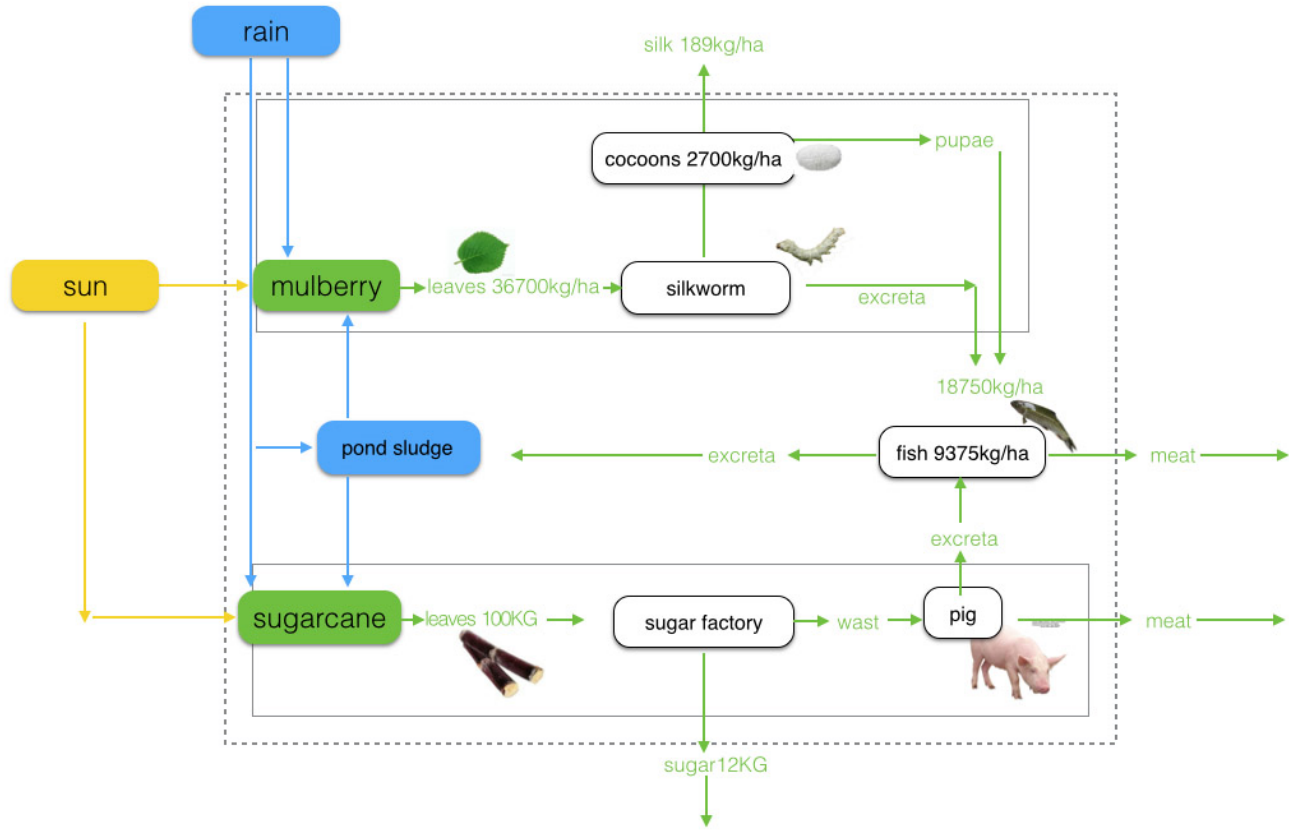 rain
silk 189kg/ha
cocoons 2700kg/ha
pupae
sun
mulberry
leaves 36700kg/ha
silkworm
excreta
18750kg/ha
pond sludge
excreta
fish 9375kg/ha
meat
excreta
sugarcane
leaves 100KG
sugar factory
wast
pig
meat
sugar12KG